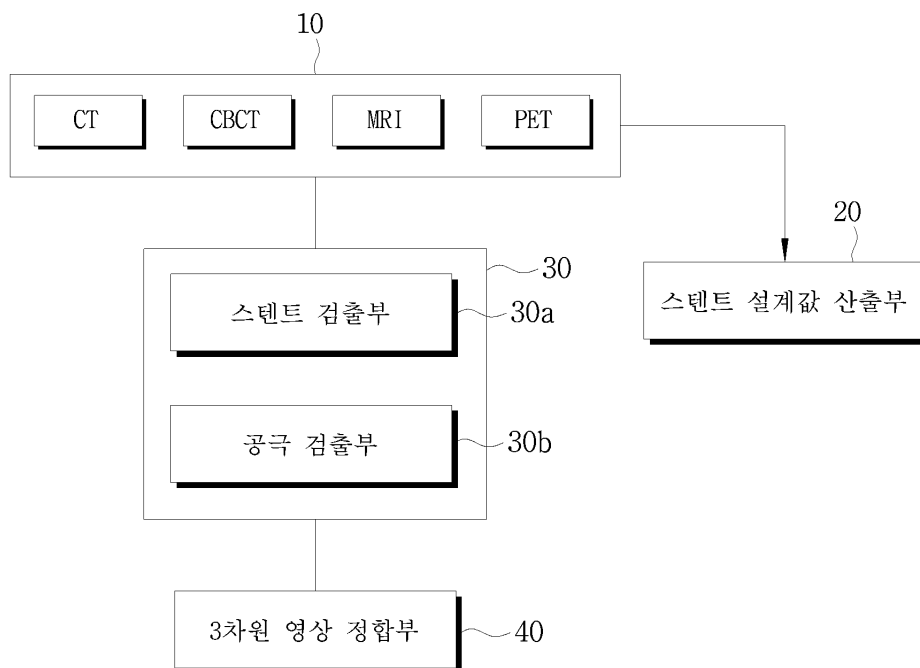 10
CT CBCT MRI PET
20
스텐트 설계값 산출부
30
스텐트 검출부
30a
공극 검출부
30b
3차원 영상 정합부
40